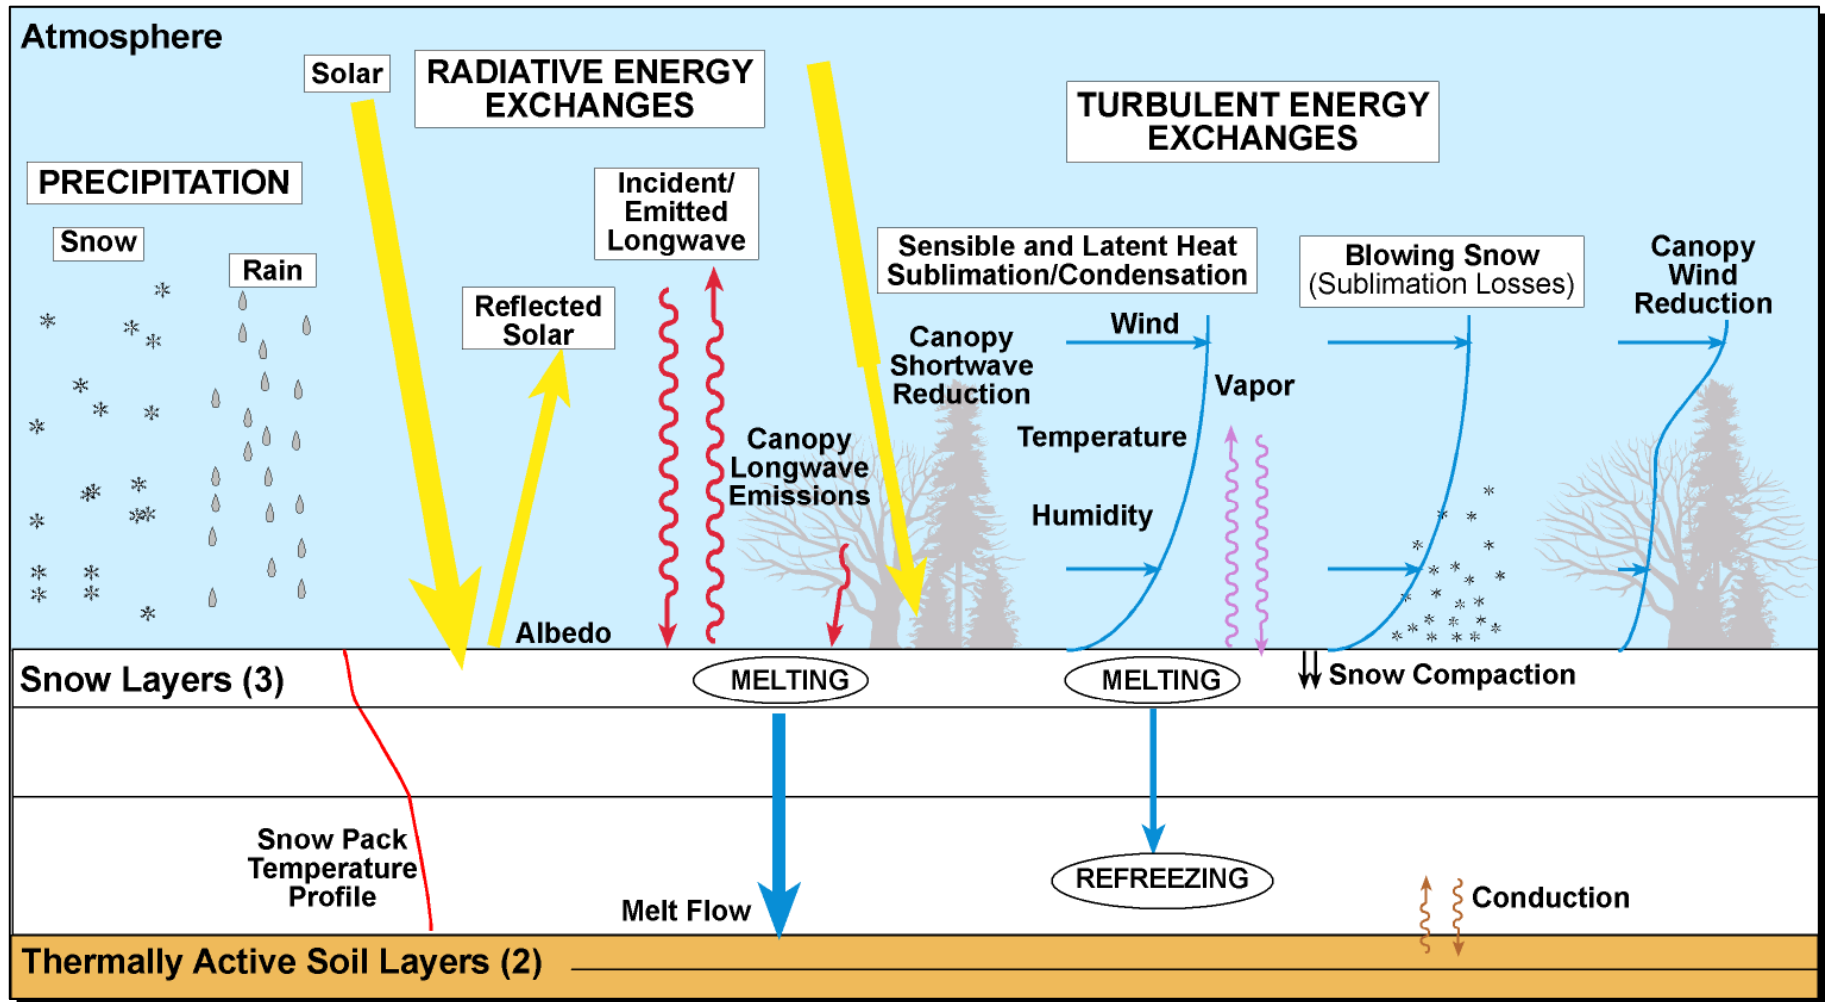 Atmosphere
Solar
RADIATIVE ENERGY
EXCHANGES
TURBULENT ENERGY
EXCHANGES
PRECIPITATION
Snow
Rain
Incident/
Emitted
Longwave
Reflected
Solar
Sensible and Latent Heat
Sublimation/Condensation
Blowing Snow
(Sublimation Losses)
Canopy
Wind
Reduction
Canopy
Shortwave
Reduction
Wind
Vapor
Temperature
Humidity
Canopy
Longwave
Emissions
Albedo
Snow Layers (3)
MELTING
MELTING
Snow Compaction
Snow Pack
Temperature
Profile
Melt Flow
REFREEZING
Conduction
Thermally Active Soil Layers (2)